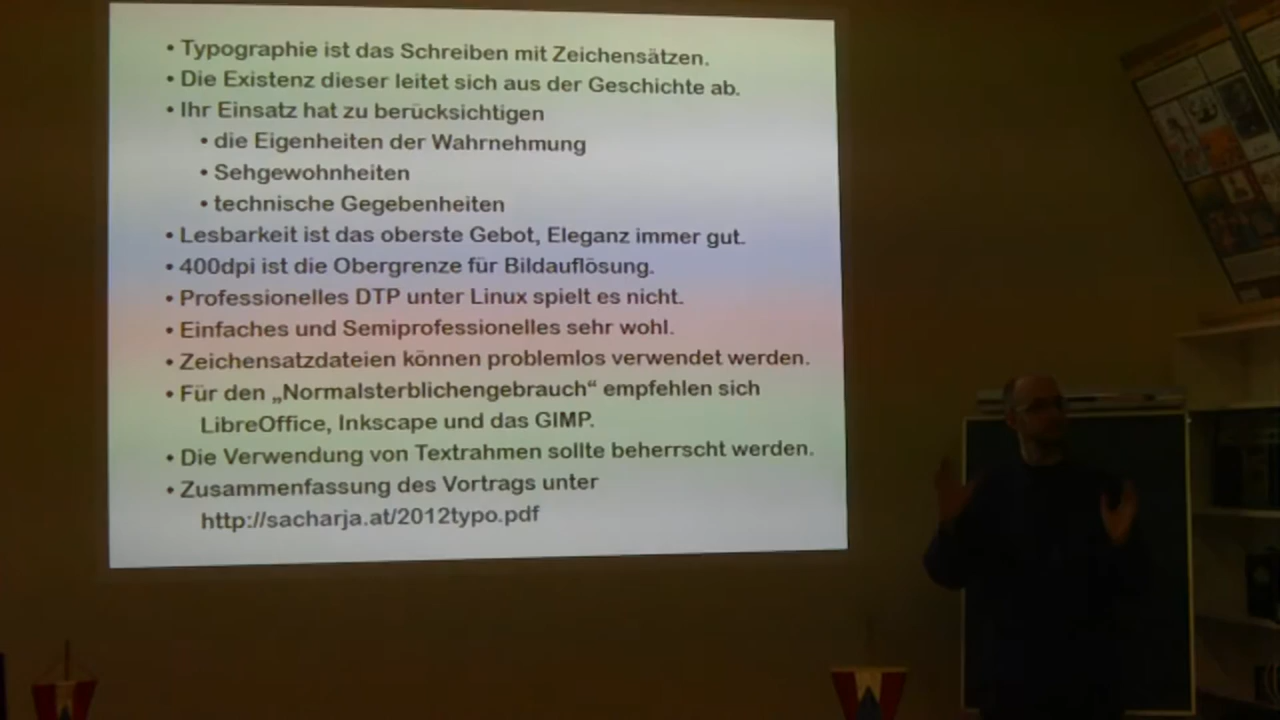 • Typographie ist das Schreiben mit Zeichensätzen.
• Die Existenz dieser leitet sich aus der Geschichte ab.
• Ihr Einsatz hat zu berücksichtigen
• die Eigenheiten der Wahrnehmung
• Sehgewohnheiten
• technische Gegebenheiten
• Lesbarkeit ist das oberste Gebot, Eleganz immer gut.
• 400dpi ist die Obergrenze für Bildauflösung.
• Professionelles DTP unter Linux spielt es nicht.
• Einfaches und Semiprofessionelles sehr wohl.
• Zeichensatzdateien können problemlos verwendet werden.
• Für den „Normalsterblichengebrauch“ empfehlen sich
LibreOffice, Inkscape und das GIMP.
• Die Verwendung von Textrahmen sollte beherrscht werden.
• Zusammenfassung des Vortrags unter
http://sacharja.at/2012typo.pdf